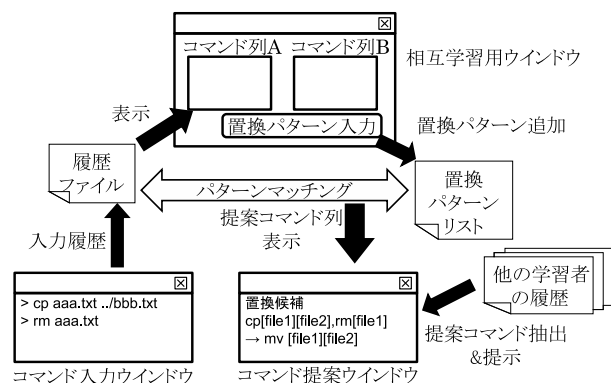 コマンド列A コマンド列B
相互学習用ウインドウ
表示
置換パターン入力
置換パターン追加
履歴
ファイル
パターンマッチング
置換
パターン
リスト
提案コマンド列
表示
入力履歴
他の学習者
の履歴
> cp aaa.txt ../bbb.txt
> rm aaa.txt
置換候補
cp[file1][file2],rm[file1]
→ mv [file1][file2]
提案コマンド抽出
&提示
コマンド入力ウインドウ
コマンド提案ウインドウ